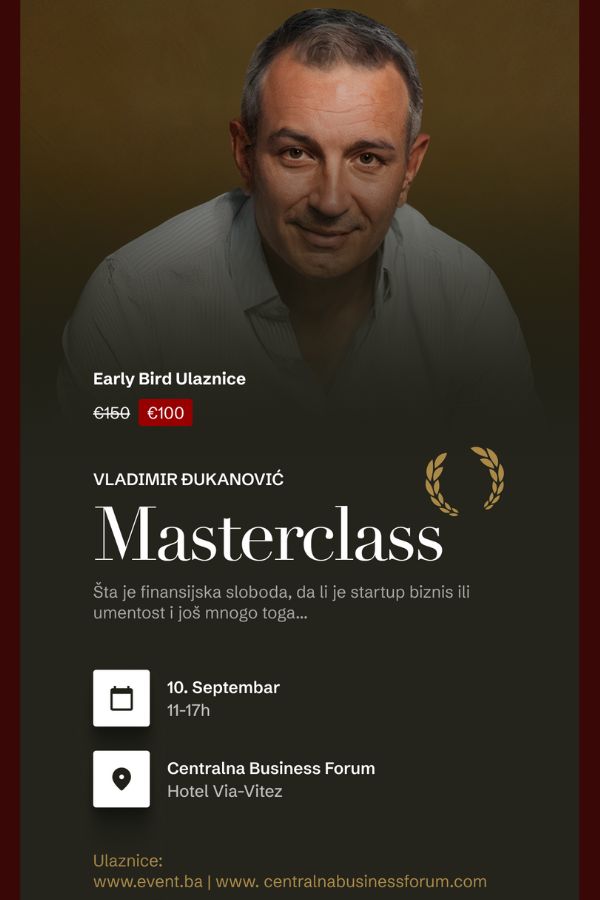 Early Bird Ulaznice
€150 €100
VLADIMIR ĐUKANOVIĆ
Masterclass
Šta je finansijska sloboda, da li je startup biznis ili
umentost i još mnogo toga...
10. Septembar
11-17h
Centralna Business Forum
Hotel Via-Vitez
Ulaznice:
www.event.ba | www. centralnabusinessforum.com